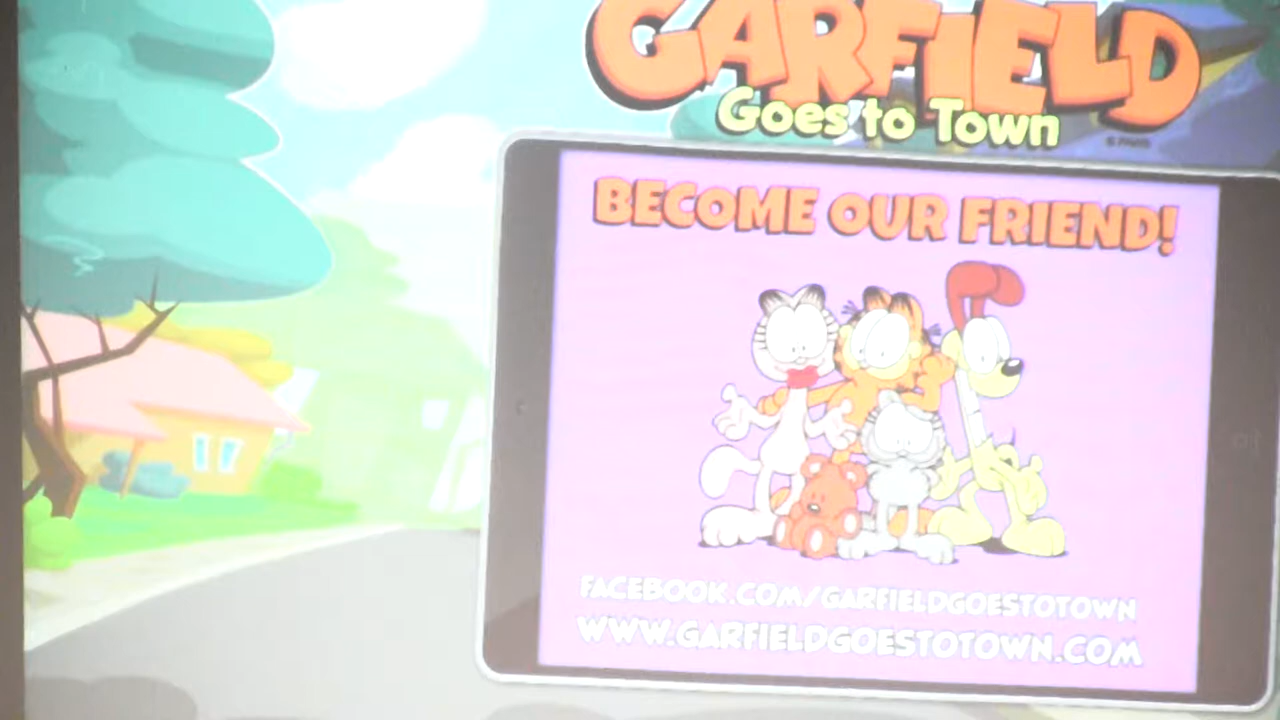 GARFIELD
Goes to Town
BECOME OUR FRIEND!
FACEBOOK.COM/GARFIELDGOESTOTOWN
WWW.GARFIELDGOESTOTOWN.COM